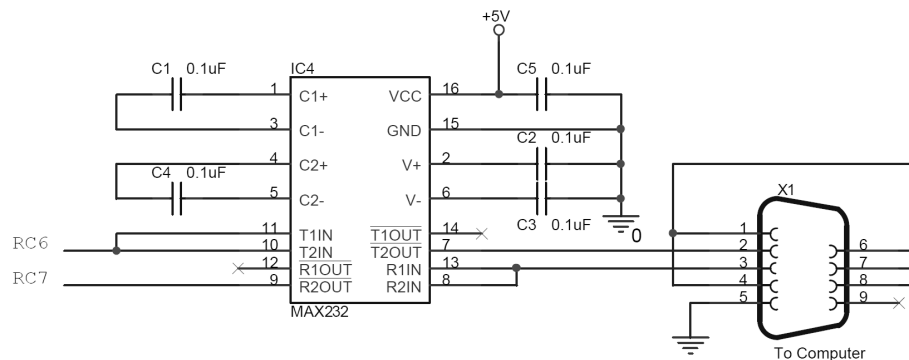 +5V
C1 0.1uF
IC4
C5 0.1uF
1 C1+ VCC 16
3 C1- GND 15
C2 0.1uF
4 C2+ V+ 2
C4 0.1uF
5 C2- V- 6
C3 0.1uF
0
X1
11 T1IN T1OUT 14
RC6
10 T2IN T2OUT 7
12 R1OUT R1IN 13
RC7
9 R2OUT R2IN 8
MAX232
1
2 6
3 7
4 8
5 9
To Computer